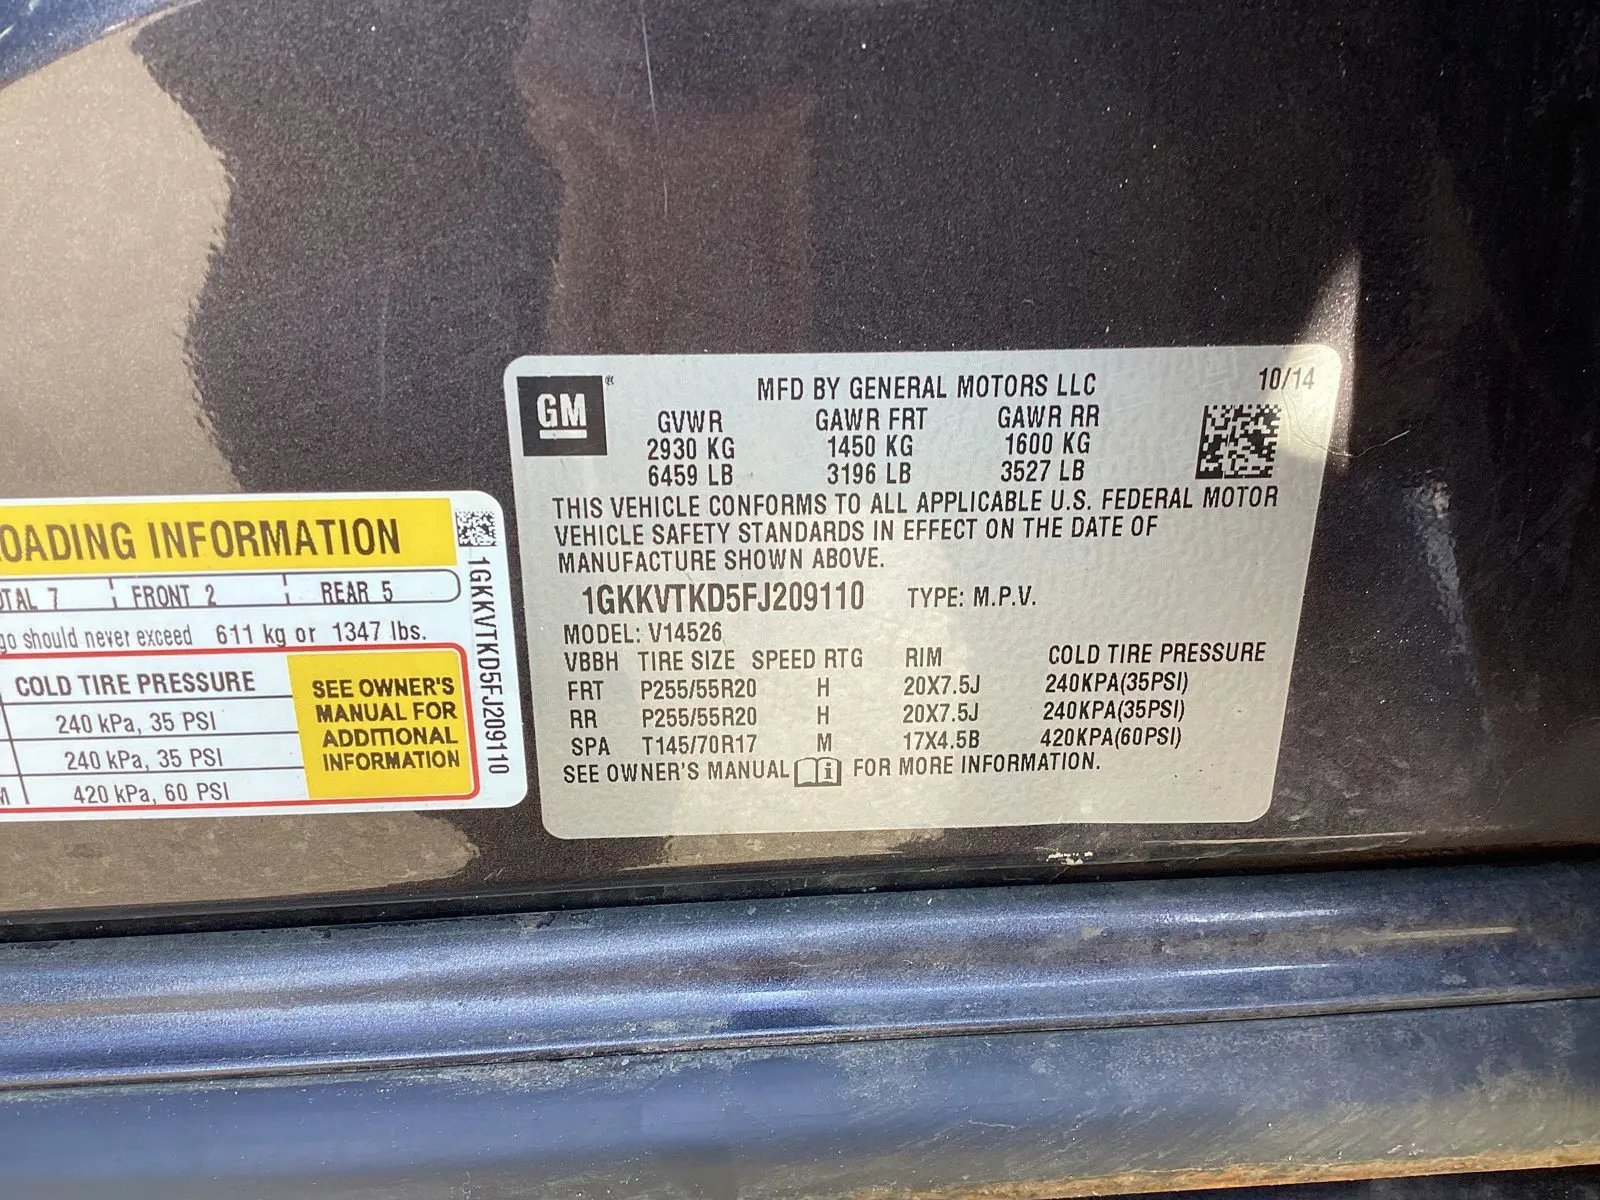 OADING INFORMATION
TAL 7 FRONT 2 REAR 5
go should never exceed 611 kg or 1347 lbs.
COLD TIRE PRESSURE
240 kPa, 35 PSI
240 kPa, 35 PSI
M 420 kPa, 60 PSI
SEE OWNER'S
MANUAL FOR
ADDITIONAL
INFORMATION
1GKKVTKD5FJ209110
GM®
MFD BY GENERAL MOTORS LLC 10/14
GVWR GAWR FRT GAWR RR
2930 KG 1450 KG 1600 KG
6459 LB 3196 LB 3527 LB
THIS VEHICLE CONFORMS TO ALL APPLICABLE U.S. FEDERAL MOTOR
VEHICLE SAFETY STANDARDS IN EFFECT ON THE DATE OF
MANUFACTURE SHOWN ABOVE.
1GKKVTKD5FJ209110 TYPE: M.P.V.
MODEL: V14526
VBBH TIRE SIZE SPEED RTG RIM COLD TIRE PRESSURE
FRT P255/55R20 H 20X7.5J 240KPA(35PSI)
RR P255/55R20 H 20X7.5J 240KPA(35PSI)
SPA T145/70R17 M 17X4.5B 420KPA(60PSI)
SEE OWNER'S MANUAL FOR MORE INFORMATION.